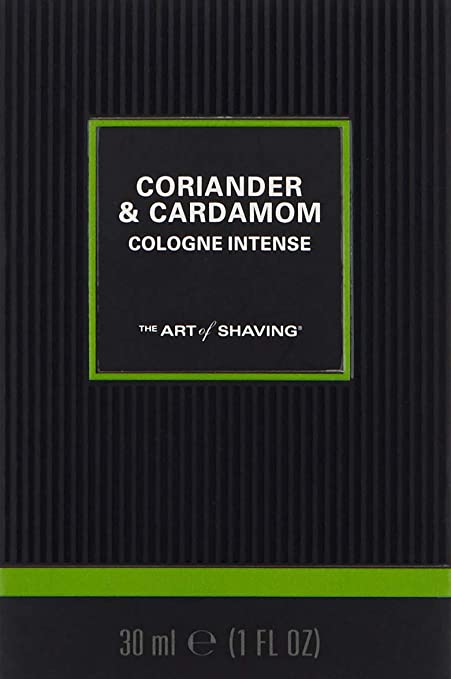 CORIANDER
& CARDAMOM
COLOGNE INTENSE
THE ART of SHAVING®
30 ml ℮ (1 FL OZ)